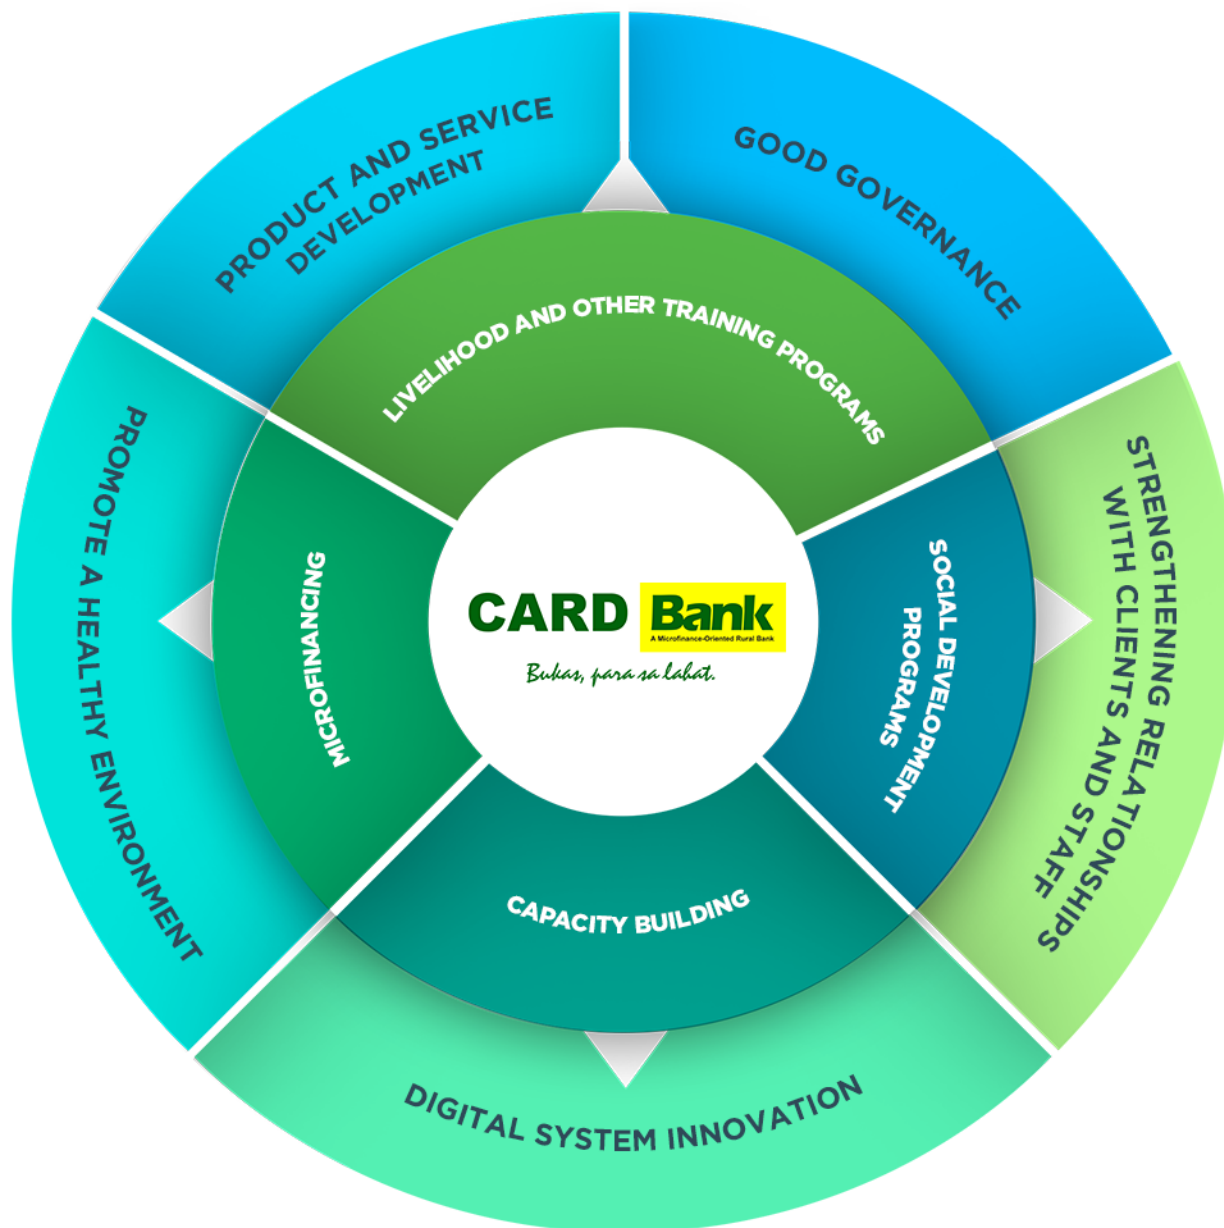 PRODUCT AND SERVICE
DEVELOPMENT
GOOD GOVERNANCE
STRENGTHENING RELATIONSHIPS
WITH CLIENTS AND STAFF
DIGITAL SYSTEM INNOVATION
PROMOTE A HEALTHY ENVIRONMENT
LIVELIHOOD AND OTHER TRAINING PROGRAMS
SOCIAL DEVELOPMENT
PROGRAMS
CAPACITY BUILDING
MICROFINANCING
CARD Bank
A Microfinance-Oriented Rural Bank
Bukas, para sa lahat.